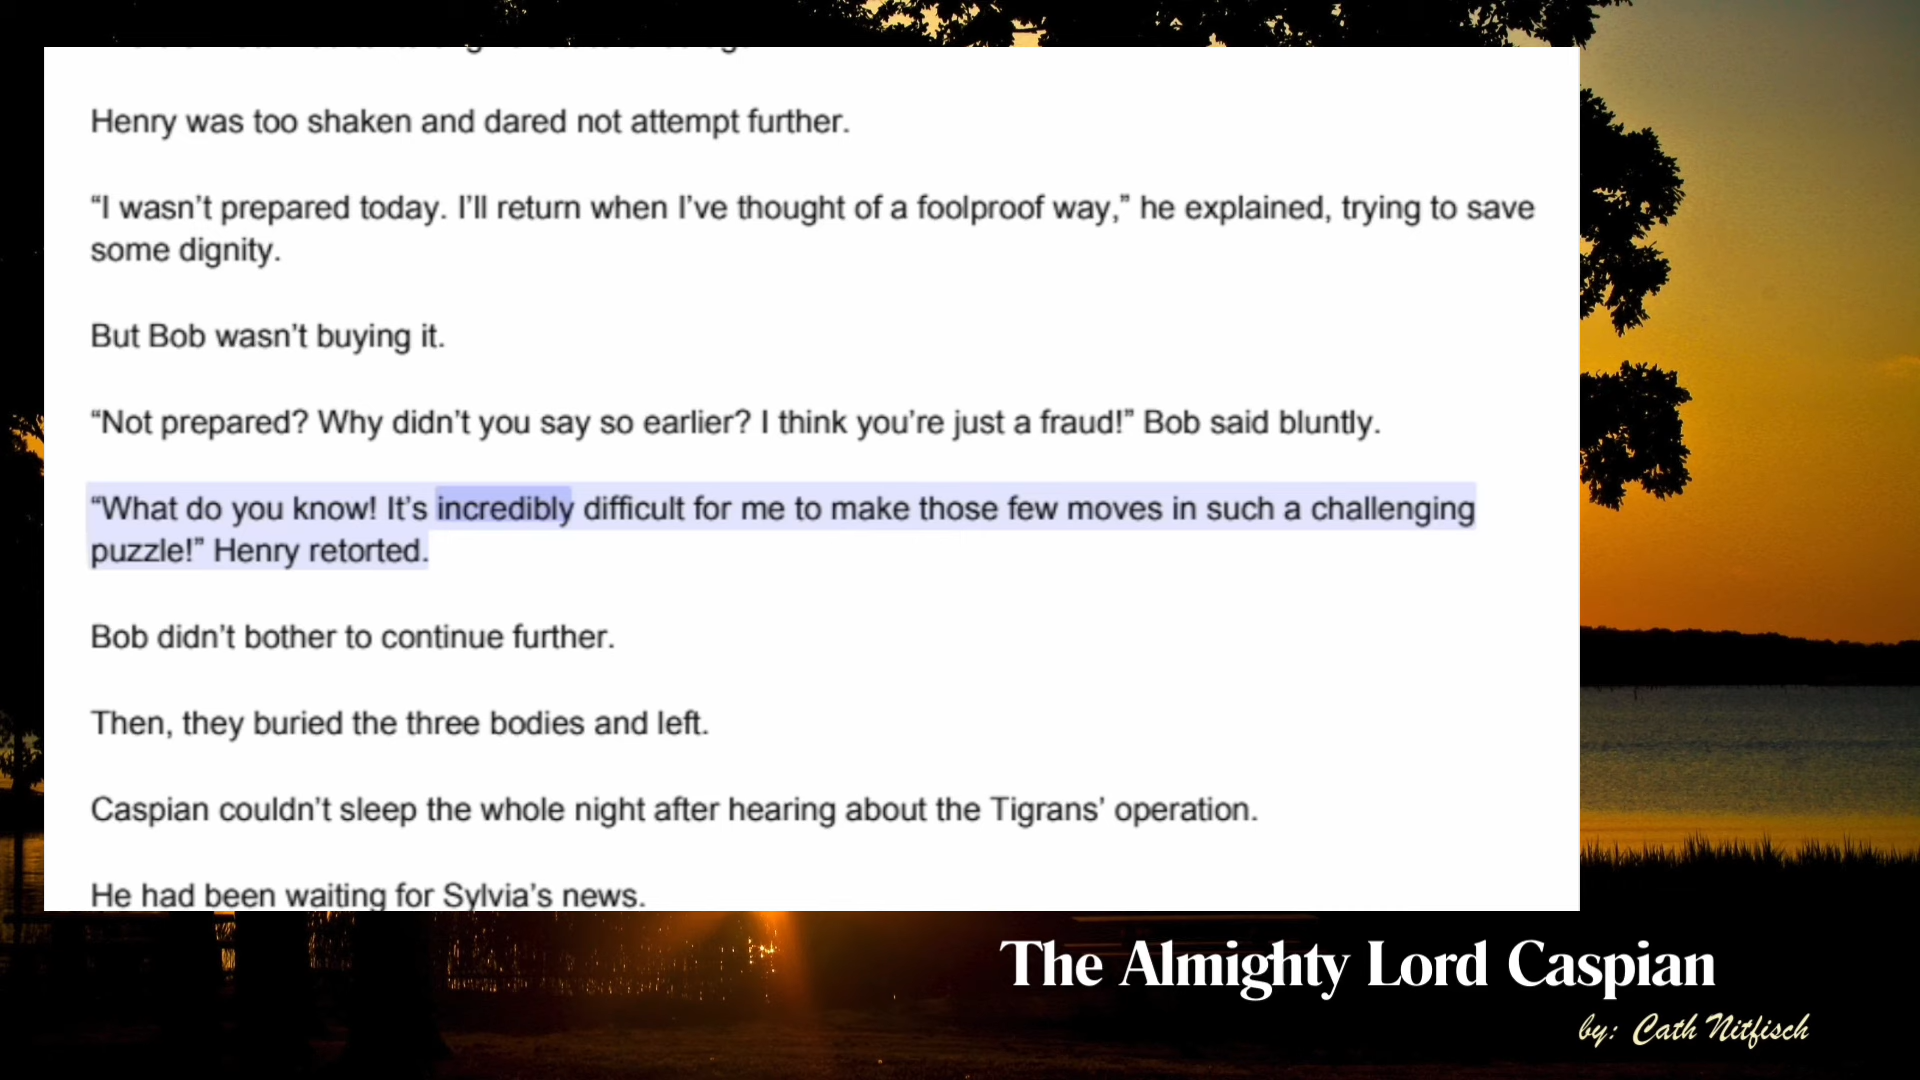 Henry was too shaken and dared not attempt further.
“I wasn’t prepared today. I’ll return when I’ve thought of a foolproof way,” he explained, trying to save
some dignity.
But Bob wasn’t buying it.
“Not prepared? Why didn’t you say so earlier? I think you’re just a fraud!” Bob said bluntly.
“What do you know! It’s incredibly difficult for me to make those few moves in such a challenging
puzzle!” Henry retorted.
Bob didn’t bother to continue further.
Then, they buried the three bodies and left.
Caspian couldn’t sleep the whole night after hearing about the Tigrans’ operation.
He had been waiting for Sylvia’s news.
The Almighty Lord Caspian
by: Cath Nitfisch